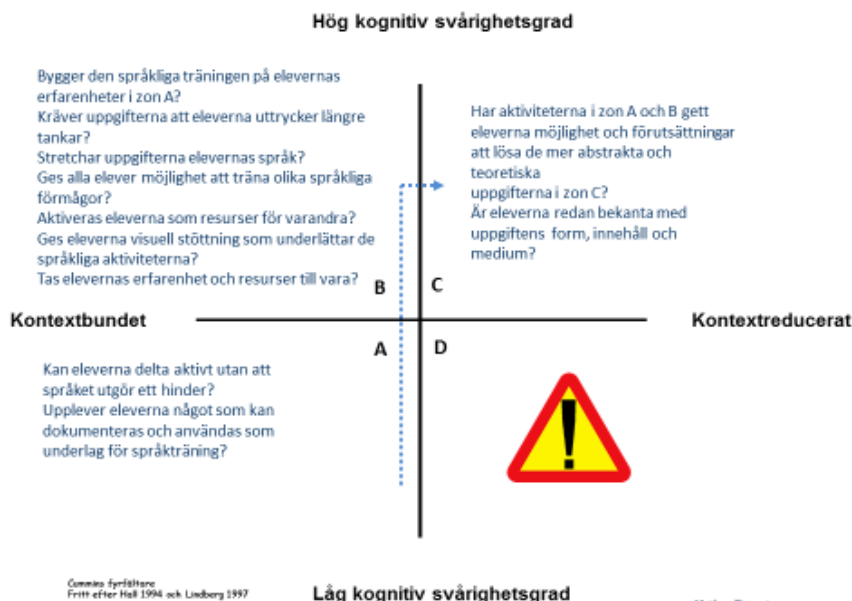 Hög kognitiv svårighetsgrad
Bygger den språkliga träningen på elevernas
erfarenheter i zon A?
Kräver uppgifterna att eleverna uttrycker längre
tankar?
Stretchar uppgifterna elevernas språk?
Ges alla elever möjlighet att träna olika språkliga
förmågor?
Aktiveras eleverna som resurser för varandra?
Ges eleverna visuell stöttning som underlättar de
språkliga aktiviteterna?
Tas elevernas erfarenhet och resurser till vara?
B
Har aktiviteterna i zon A och B gett
eleverna möjlighet och förutsättningar
att lösa de mer abstrakta och
teoretiska
uppgifterna i zon C?
Är eleverna redan bekanta med
uppgiftens form, innehåll och
medium?
C
Kontextbundet
Kontextreducerat
A
D
Kan eleverna delta aktivt utan att
språket utgör ett hinder?
Upplever eleverna något som kan
dokumenteras och användas som
underlag för språkträning?
!
Cummins fyrfältare
Fritt efter Hall 1994 och Lindberg 1997
Låg kognitiv svårighetsgrad